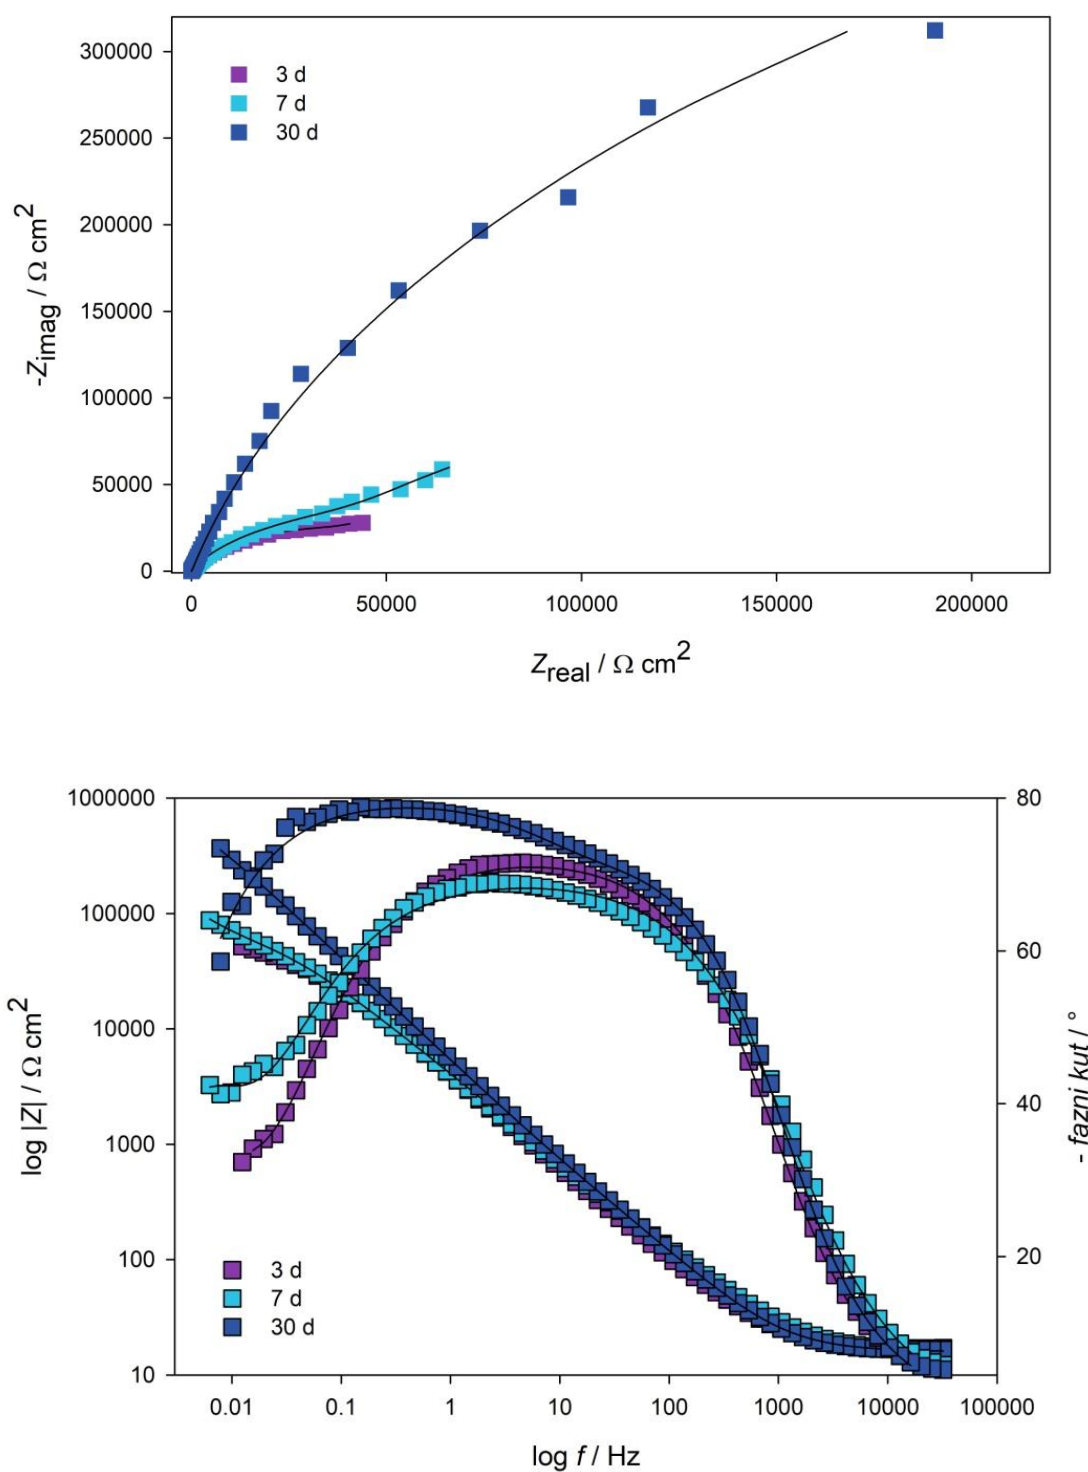 300000
250000
200000
150000
100000
50000
0
-Zimag / Ω cm2
3 d
7 d
30 d
0 50000 100000 150000 200000
Zreal / Ω cm2
1000000
100000
10000
1000
100
10
log |Z| / Ω cm2
80
60
40
20
- fazni kut / °
3 d
7 d
30 d
0.01 0.1 1 10 100 1000 10000 100000
log f / Hz